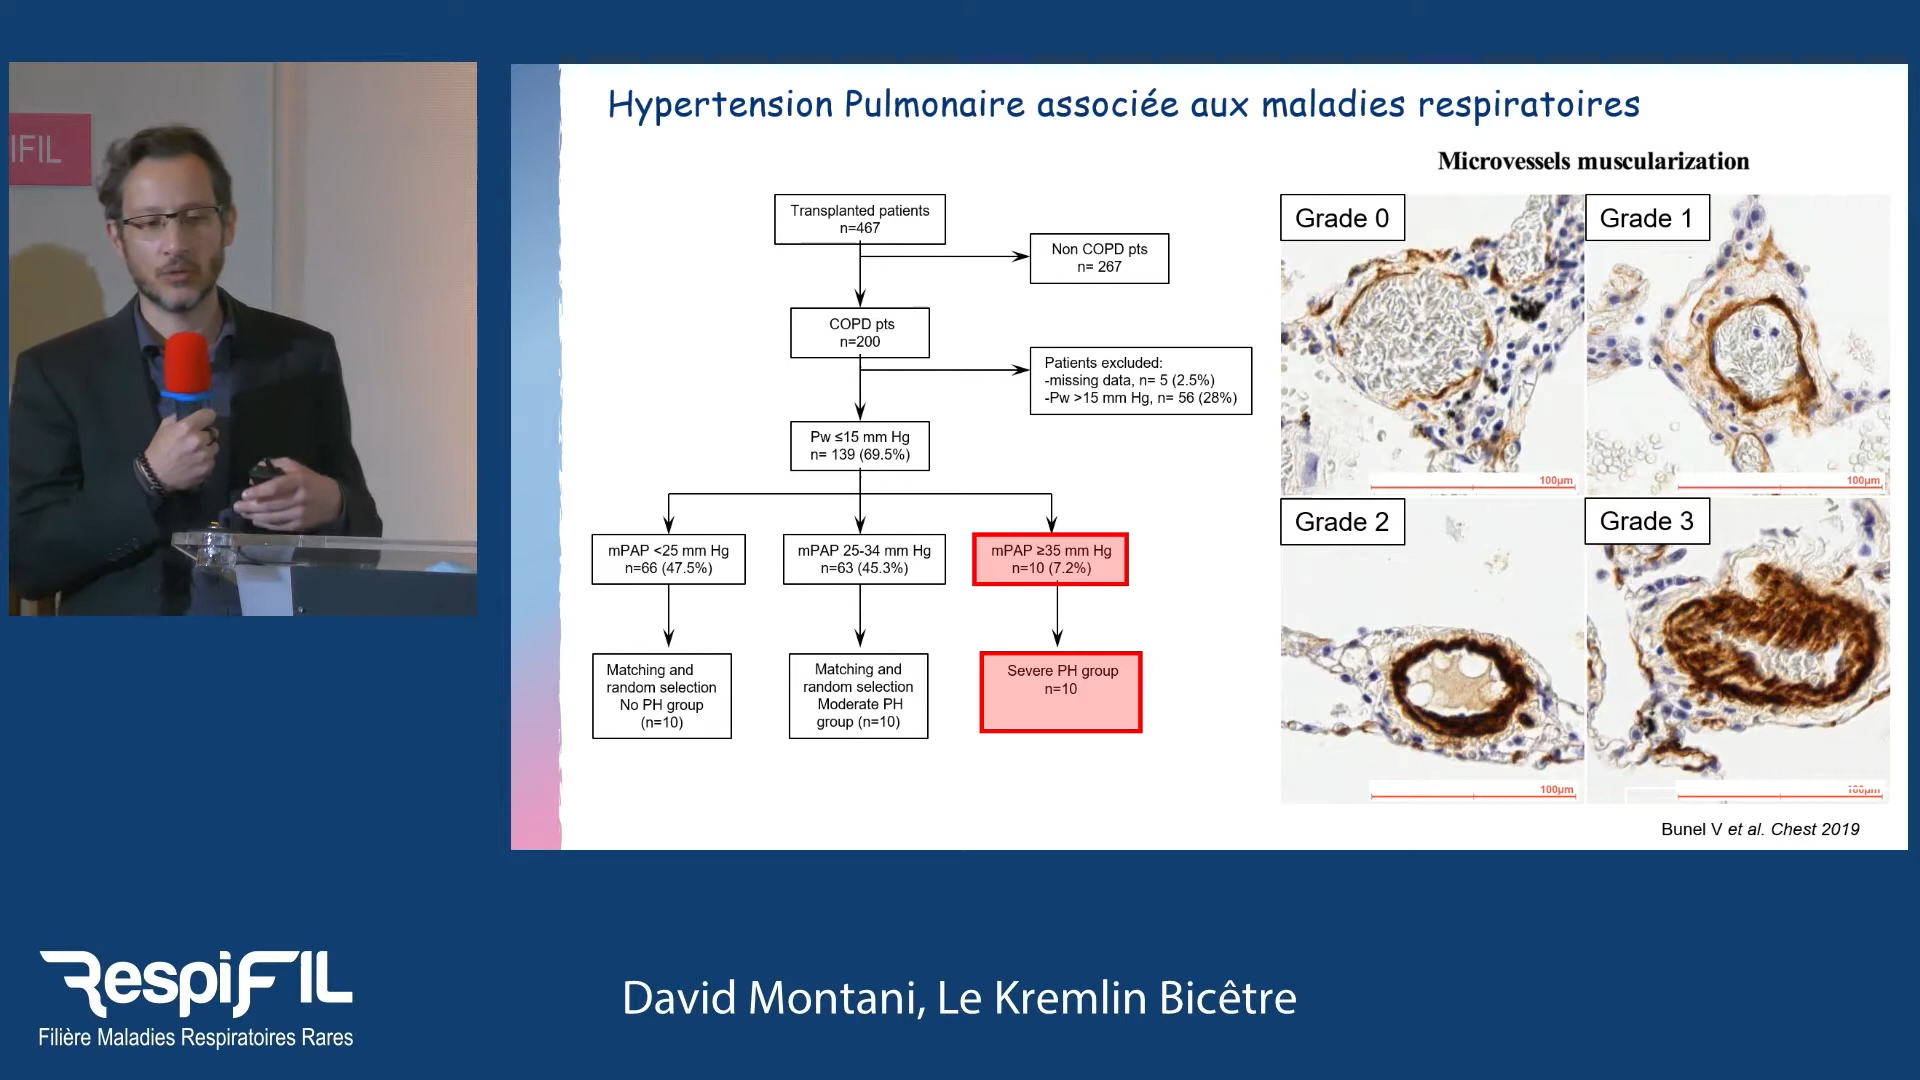 IFIL
Hypertension Pulmonaire associée aux maladies respiratoires
Transplanted patients
n=467
Non COPD pts
n= 267
COPD pts
n=200
Patients excluded:
-missing data, n= 5 (2.5%)
-Pw >15 mm Hg, n= 56 (28%)
Pw ≤15 mm Hg
n= 139 (69.5%)
mPAP <25 mm Hg
n=66 (47.5%)
mPAP 25-34 mm Hg
n=63 (45.3%)
mPAP ≥35 mm Hg
n=10 (7.2%)
Matching and
random selection
No PH group
(n=10)
Matching and
random selection
Moderate PH
group (n=10)
Severe PH group
n=10
Microvessels muscularization
Grade 0
100µm
Grade 1
100µm
Grade 2
100µm
Grade 3
100µm
Bunel V et al. Chest 2019
RespiFIL
Filière Maladies Respiratoires Rares
David Montani, Le Kremlin Bicêtre